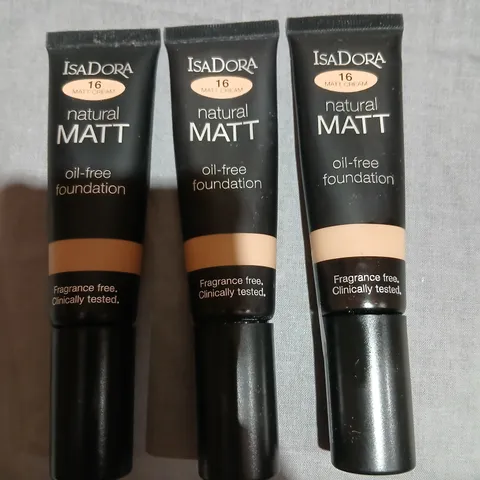 ISADORA
16
MATT CREAM
natural
MATT
oil-free
foundation
Fragrance free.
Clinically tested.
ISADORA
16
MATT CREAM
natural
MATT
oil-free
foundation
Fragrance free.
Clinically tested.
ISADORA
16
MATT CREAM
natural
MATT
oil-free
foundation
Fragrance free.
Clinically tested.